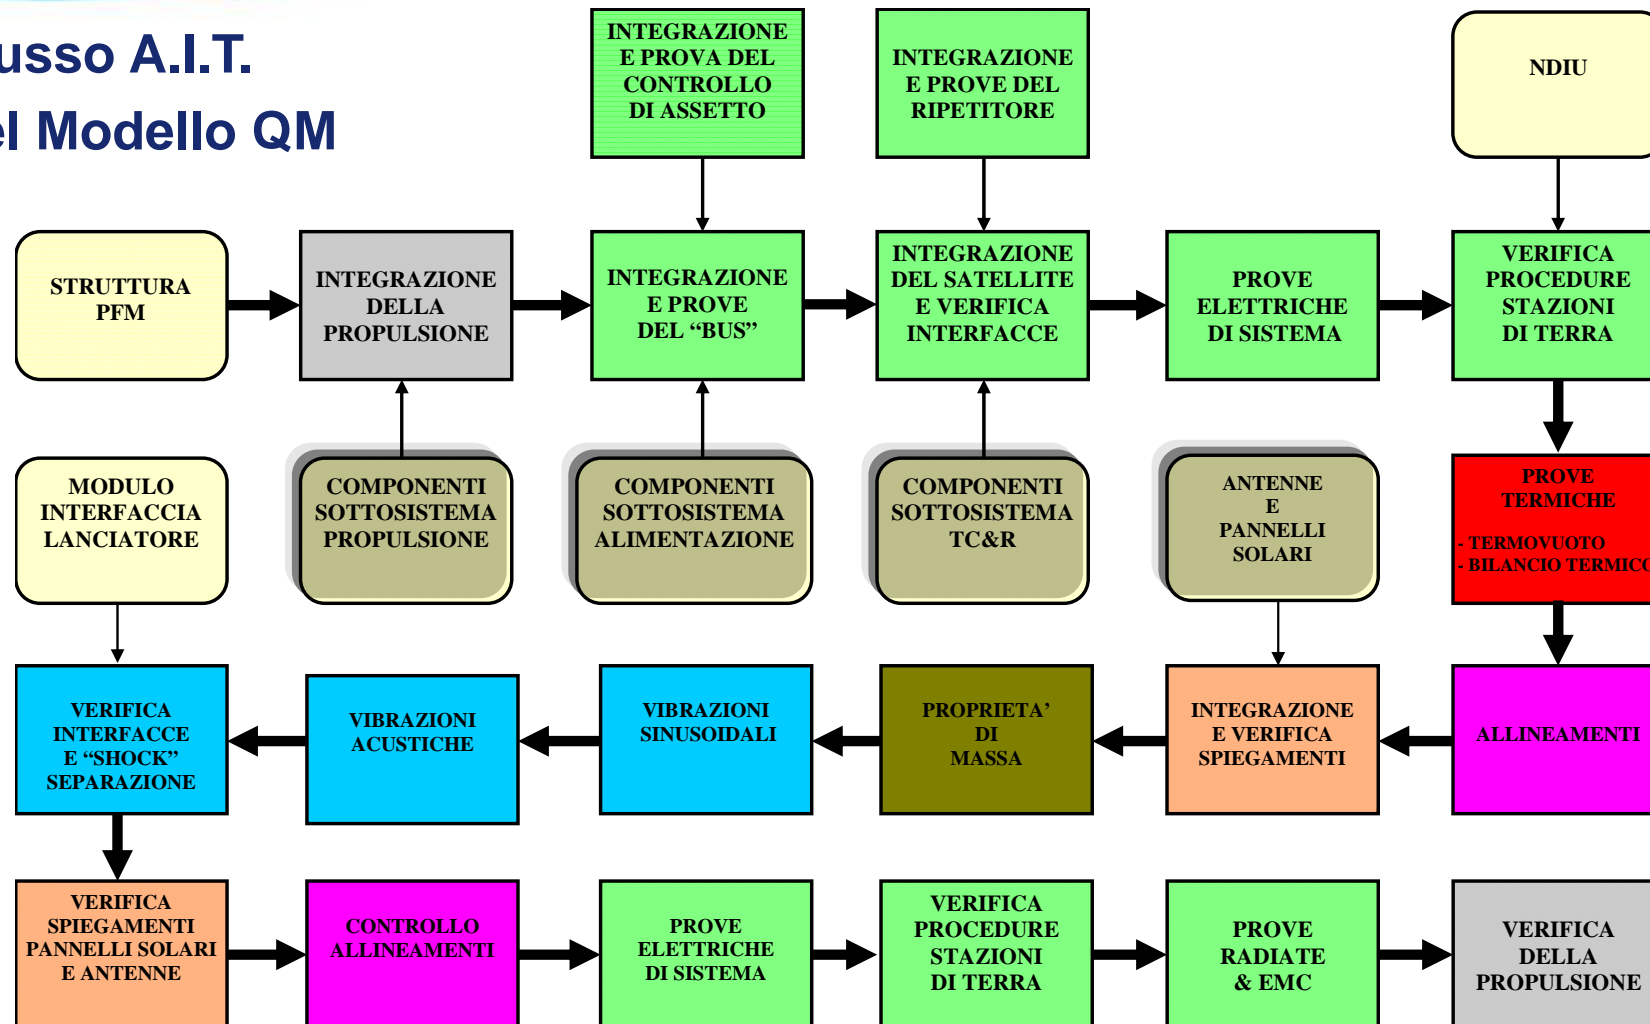 usso A.I.T.
el Modello QM
INTEGRAZIONE
E PROVA DEL
CONTROLLO
DI ASSETTO
INTEGRAZIONE
E PROVE DEL
RIPETITORE
NDIU
STRUTTURA
PFM
INTEGRAZIONE
DELLA
PROPULSIONE
INTEGRAZIONE
E PROVE
DEL “BUS”
INTEGRAZIONE
DEL SATELLITE
E VERIFICA
INTERFACCE
PROVE
ELETTRICHE
DI SISTEMA
VERIFICA
PROCEDURE
STAZIONI
DI TERRA
MODULO
INTERFACCIA
LANCIATORE
COMPONENTI
SOTTOSISTEMA
PROPULSIONE
COMPONENTI
SOTTOSISTEMA
ALIMENTAZIONE
COMPONENTI
SOTTOSISTEMA
TC&R
ANTENNE
E
PANNELLI
SOLARI
PROVE
TERMICHE
- TERMOVUOTO
- BILANCIO TERMICO
VERIFICA
INTERFACCE
E “SHOCK”
SEPARAZIONE
VIBRAZIONI
ACUSTICHE
VIBRAZIONI
SINUSOIDALI
PROPRIETA’
DI
MASSA
INTEGRAZIONE
E VERIFICA
SPIEGAMENTI
ALLINEAMENTI
VERIFICA
SPIEGAMENTI
PANNELLI SOLARI
E ANTENNE
CONTROLLO
ALLINEAMENTI
PROVE
ELETTRICHE
DI SISTEMA
VERIFICA
PROCEDURE
STAZIONI
DI TERRA
PROVE
RADIATE
& EMC
VERIFICA
DELLA
PROPULSIONE